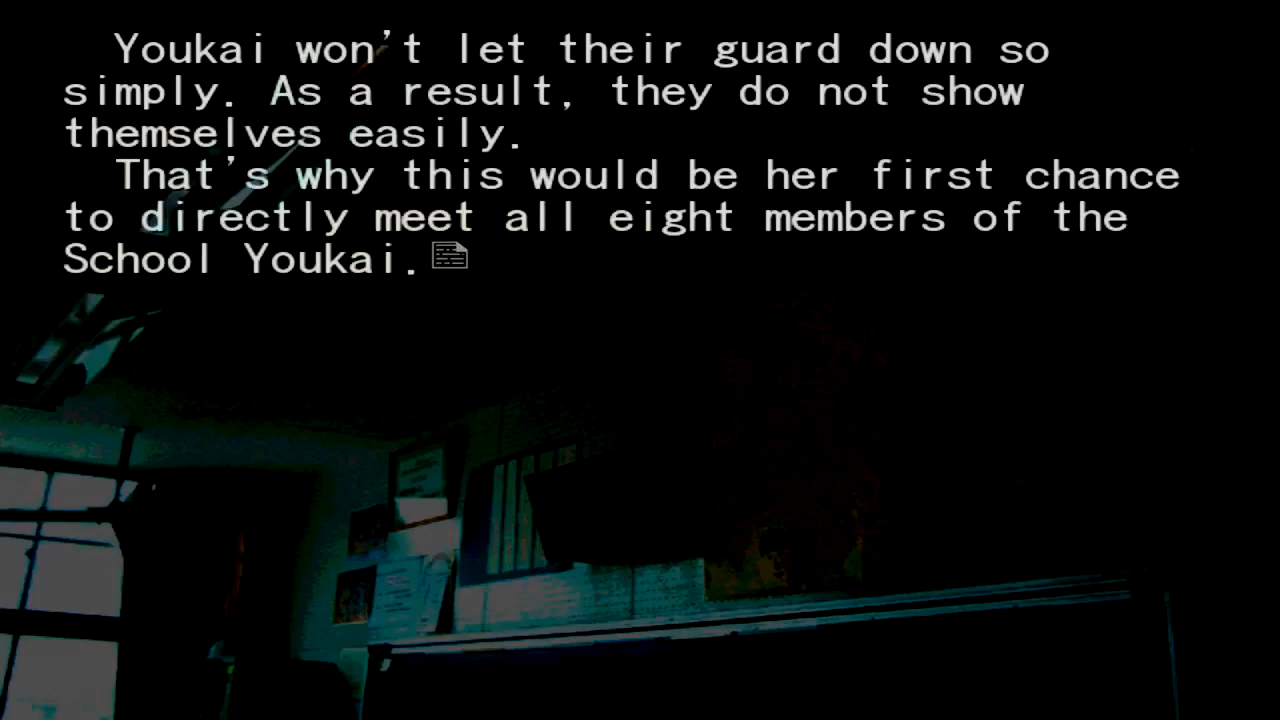 Youkai won't let their guard down so
simply. As a result, they do not show
themselves easily.
That's why this would be her first chance
to directly meet all eight members of the
School Youkai.